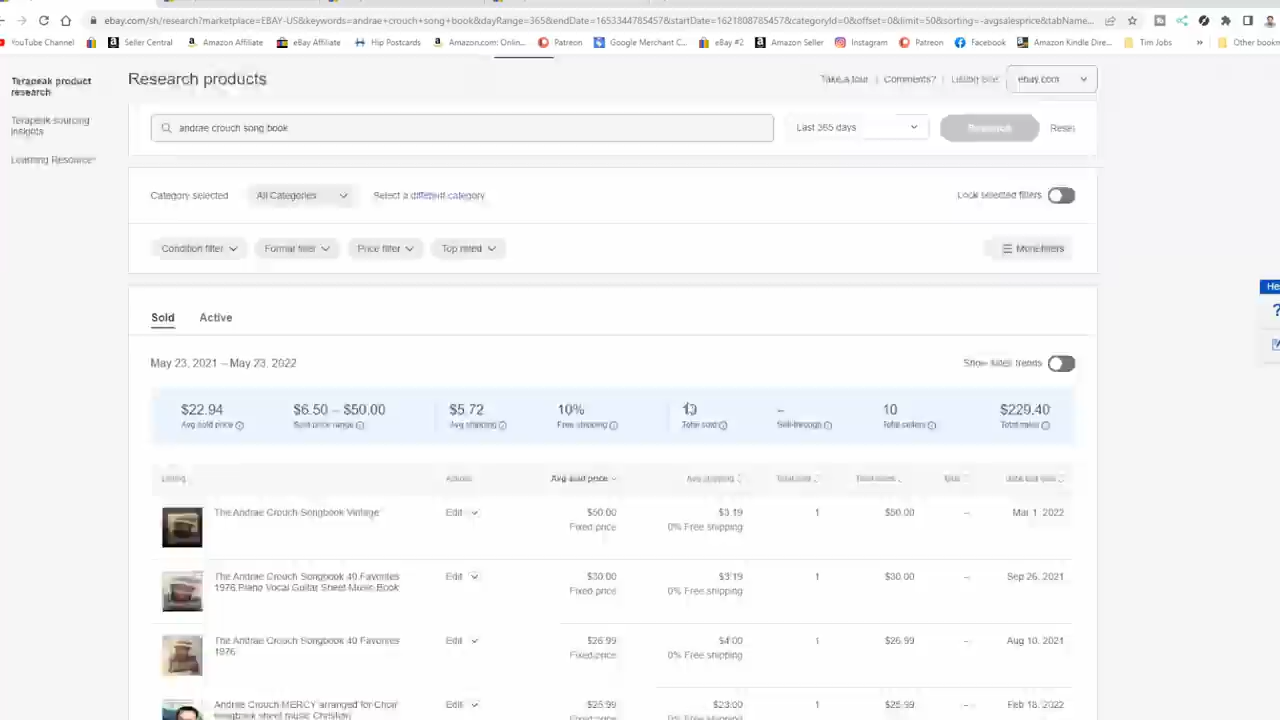 ebay.com/sh/research?marketplace=EBAY-US&keywords=andrae+crouch+song+book&dayRange=365&endDate=1653344785457&startDate=1621808785457&categoryId=0&offset=0&limit=50&sorting=-avgsalesprice&tabName...
YouTube Channel Seller Central Amazon Affiliate eBay Affiliate Hip Postcards Amazon.com: Onlin... Patreon Google Merchant C... eBay #2 Amazon Seller Instagram Patreon Facebook Amazon Kindle Dire... Tim Jobs » Other bookm
Terapeak product research
Terapeak sourcing insights
Learning Resource
Research products
Take a tour | Comments? | Listing Site: ebay.com
andrae crouch song book Last 365 days Research Reset
Category selected All Categories Select a different category Lock selected filters
Condition filter Format filter Price filter Top rated More filters
Sold Active
May 23, 2021 – May 23, 2022
$22.94 $6.50 – $50.00 $5.72 10% – 10 $229.40
Avg sold price Sold price range Avg shipping Free shipping Total sold Sell-through Total sellers Total sales
Listing Actions Avg sold price Avg shipping Total sold Total sales Bids Date last sold
The Andrae Crouch Songbook Vintage Edit $50.00 $3.19 1 $50.00 – Mar 1, 2022
Fixed price 0% Free shipping
The Andrae Crouch Songbook 40 Favorites Edit $30.00 $3.19 1 $30.00 – Sep 26, 2021
1976 Piano Vocal Guitar Sheet Music Book Fixed price 0% Free shipping
The Andrae Crouch Songbook 40 Favorites Edit $26.99 $4.00 1 $26.99 – Aug 10, 2021
1976 Fixed price 0% Free shipping
Andrae Crouch MERCY arranged for Choir Edit $25.99 $23.00 1 $25.99 – Feb 18, 2022
songbook sheet music Christian Fixed price 0% Free shipping
He
?